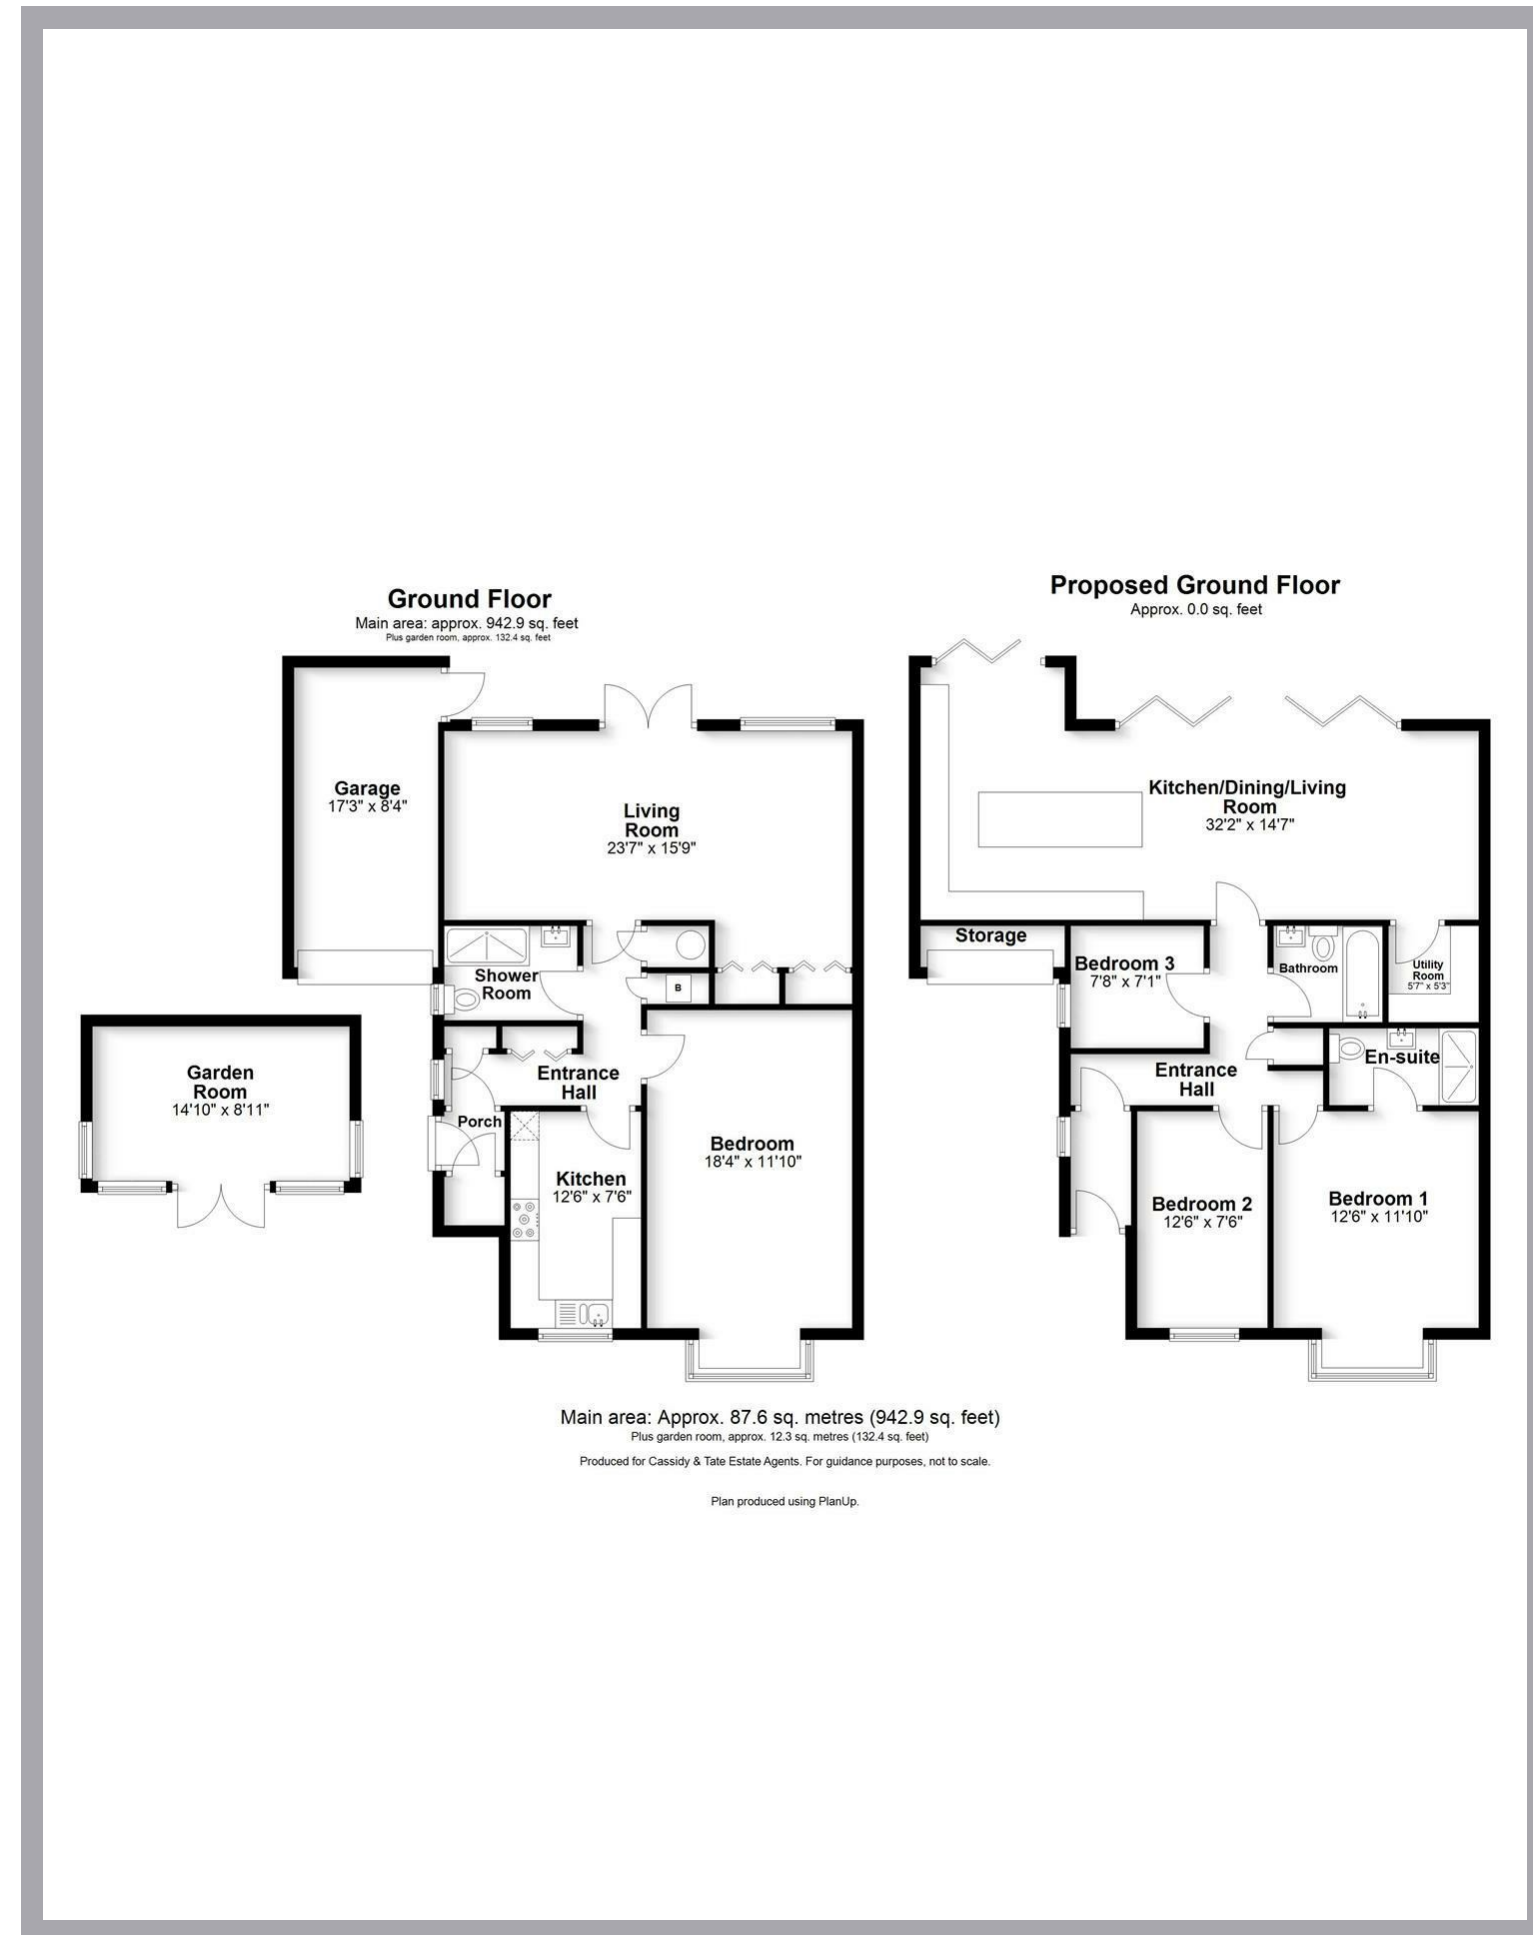 Ground Floor
Main area: approx. 942.9 sq. feet
Plus garden room, approx. 132.4 sq. feet
Garage
17'3" x 8'4"
Living
Room
23'7" x 15'9"
Shower
Room
B
Garden
Room
14'10" x 8'11"
Entrance
Hall
Porch
Kitchen
12'6" x 7'6"
Bedroom
18'4" x 11'10"
Proposed Ground Floor
Approx. 0.0 sq. feet
Kitchen/Dining/Living
Room
32'2" x 14'7"
Storage
Bedroom 3
7'8" x 7'1"
Bathroom
Utility
Room
5'7" x 5'3"
En-suite
Entrance
Hall
Bedroom 2
12'6" x 7'6"
Bedroom 1
12'6" x 11'10"
Main area: Approx. 87.6 sq. metres (942.9 sq. feet)
Plus garden room, approx. 12.3 sq. metres (132.4 sq. feet)
Produced for Cassidy & Tate Estate Agents. For guidance purposes, not to scale.
Plan produced using PlanUp.